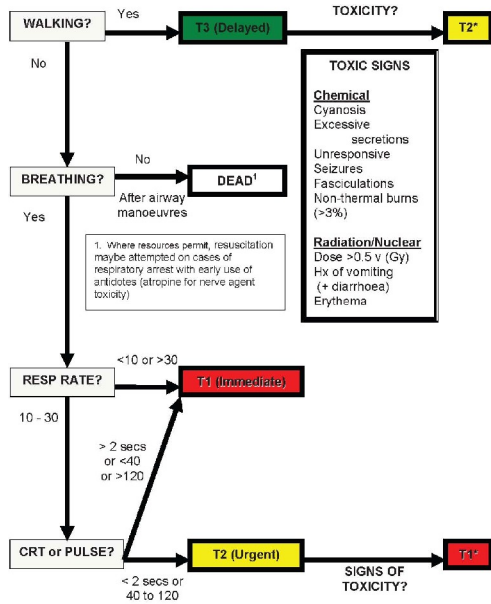 WALKING?
Yes
T3 (Delayed)
TOXICITY?
T2*
No
TOXIC SIGNS
Chemical
Cyanosis
Excessive
secretions
Unresponsive
Seizures
Fasciculations
Non-thermal burns
(>3%)
Radiation/Nuclear
Dose >0.5 v (Gy)
Hx of vomiting
(+ diarrhoea)
Erythema
BREATHING?
No
After airway
manoeuvres
DEAD¹
Yes
1. Where resources permit, resuscitation
maybe attempted on cases of
respiratory arrest with early use of
antidotes (atropine for nerve agent
toxicity)
RESP RATE?
<10 or >30
T1 (Immediate)
10 - 30
> 2 secs
or <40
or >120
CRT or PULSE?
< 2 secs or
40 to 120
T2 (Urgent)
SIGNS OF
TOXICITY?
T1*